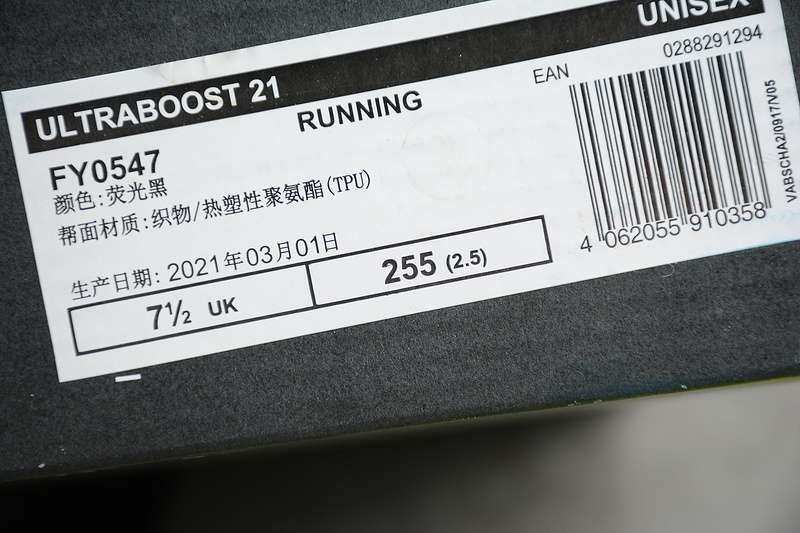 UNISEX
ULTRABOOST 21
RUNNING
EAN
0288291294
FY0547
颜色:荧光黑
帮面材质:织物/热塑性聚氨酯(TPU)
生产日期: 2021年03月01日
7½ UK
255 (2.5)
4 062055 910358
VABSCHA2/0917/V05